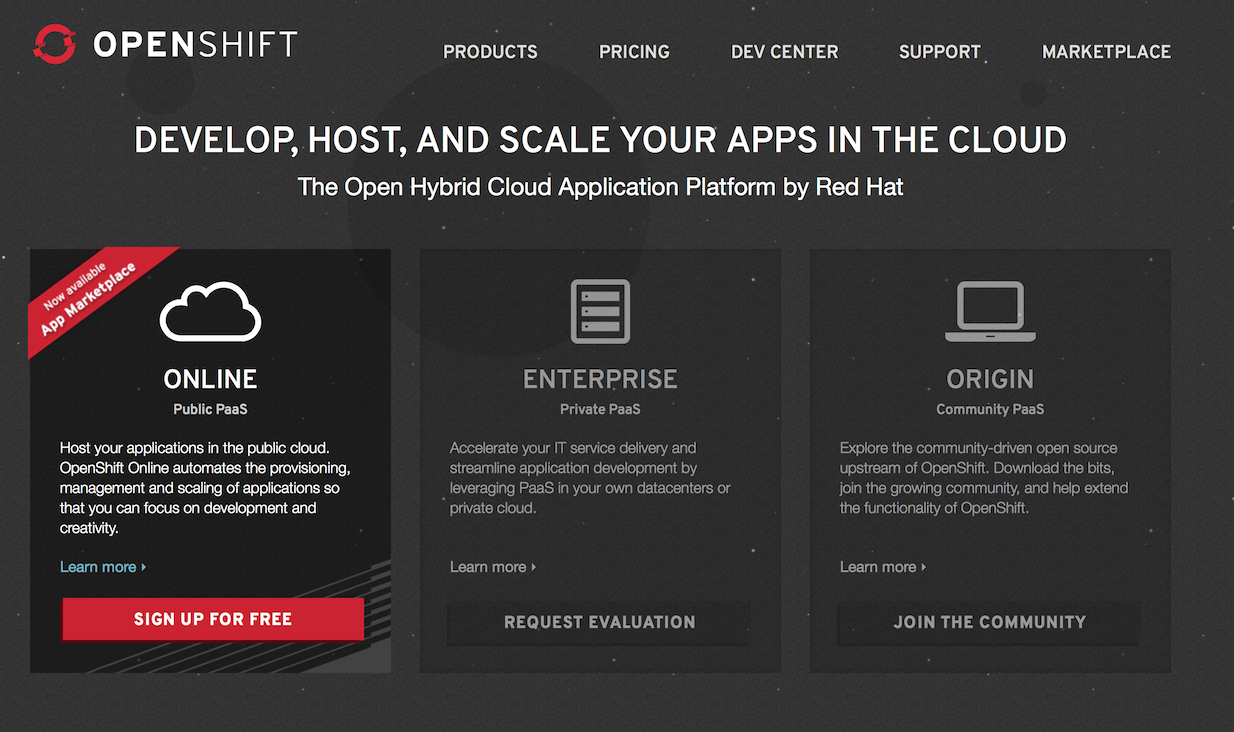 OPENSHIFT
PRODUCTS
PRICING
DEV CENTER
SUPPORT
MARKETPLACE
DEVELOP, HOST, AND SCALE YOUR APPS IN THE CLOUD
The Open Hybrid Cloud Application Platform by Red Hat
Now available
App Marketplace
ONLINE
Public PaaS
Host your applications in the public cloud.
OpenShift Online automates the provisioning,
management and scaling of applications so
that you can focus on development and
creativity.
Learn more
SIGN UP FOR FREE
ENTERPRISE
Private PaaS
Accelerate your IT service delivery and
streamline application development by
leveraging PaaS in your own datacenters or
private cloud.
Learn more
REQUEST EVALUATION
ORIGIN
Community PaaS
Explore the community-driven open source
upstream of OpenShift. Download the bits,
join the growing community, and help extend
the functionality of OpenShift.
Learn more
JOIN THE COMMUNITY